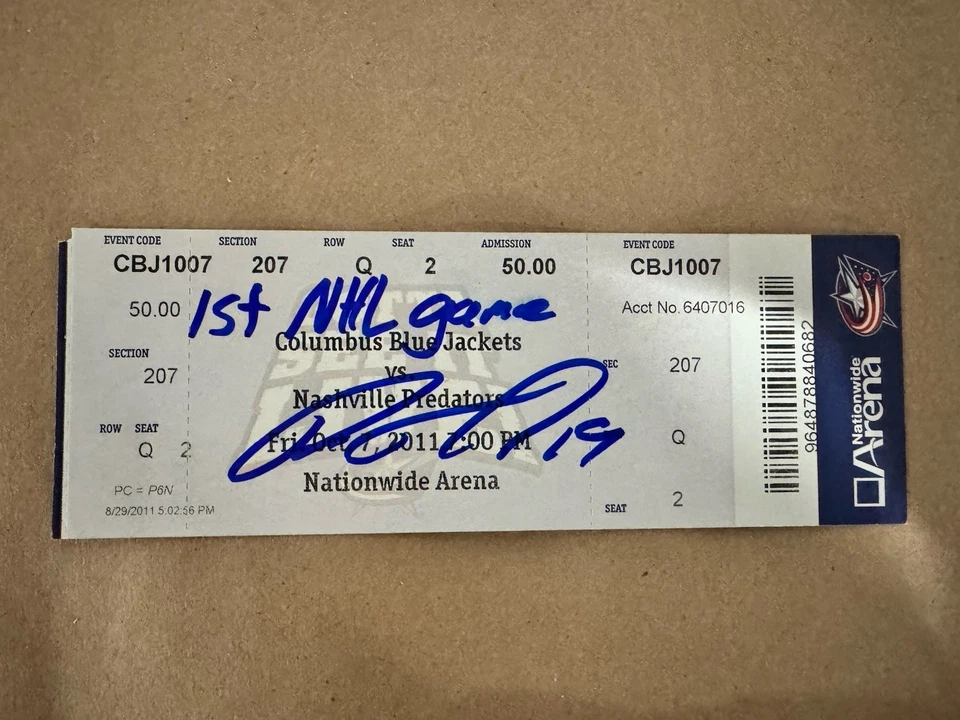 EVENT CODE SECTION ROW SEAT ADMISSION EVENT CODE
CBJ1007 207 Q 2 50.00 CBJ1007
50.00 1st NHL game Acct No. 6407016
Columbus Blue Jackets
SECTION vs SEC 207
207 Nashville Predators
ROW SEAT Fri Oct 7, 2011 7:00 PM 19 Q
Q 2
Nationwide Arena
PC = P6N 2
8/29/2011 5:02:56 PM SEAT
964878840682
Nationwide
Arena